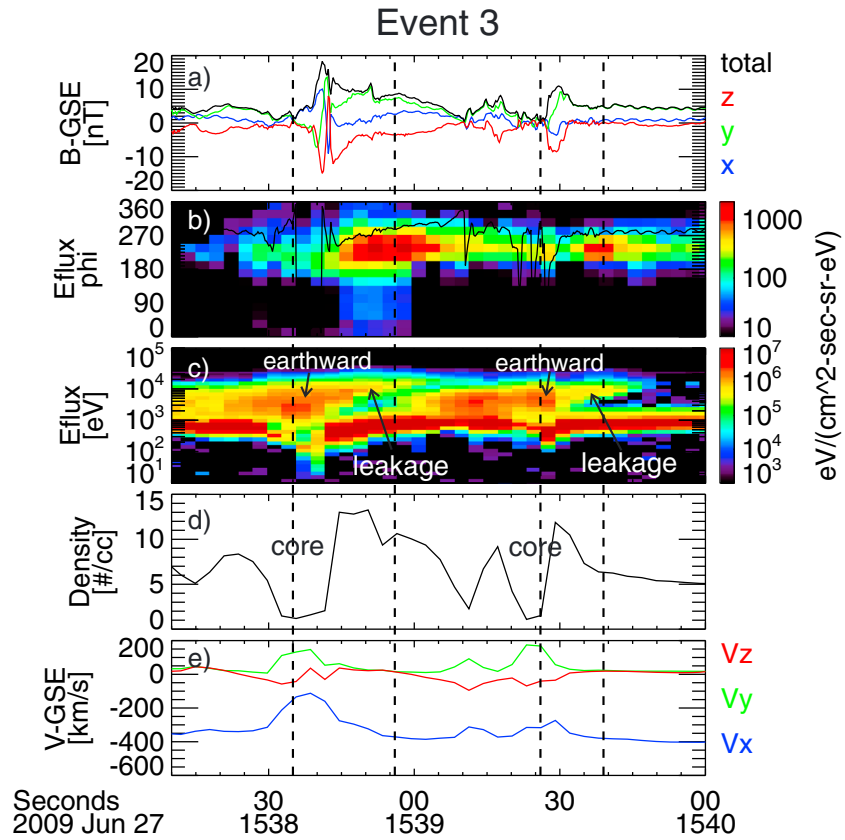 Event 3
a)
B-GSE
[nT]
20
10
0
-10
-20
total
z
y
x
b)
Eflux
phi
360
270
180
90
0
1000
100
10
c)
Eflux
[eV]
10^5
10^4
10^3
10^2
10^1
earthward
earthward
leakage
leakage
10^7
10^6
10^5
10^4
10^3
eV/(cm^2-sec-sr-eV)
d)
Density
[#/cc]
15
10
5
0
core
core
e)
V-GSE
[km/s]
200
0
-200
-400
-600
Vz
Vy
Vx
Seconds 30 00 30 00
2009 Jun 27 1538 1539 1540